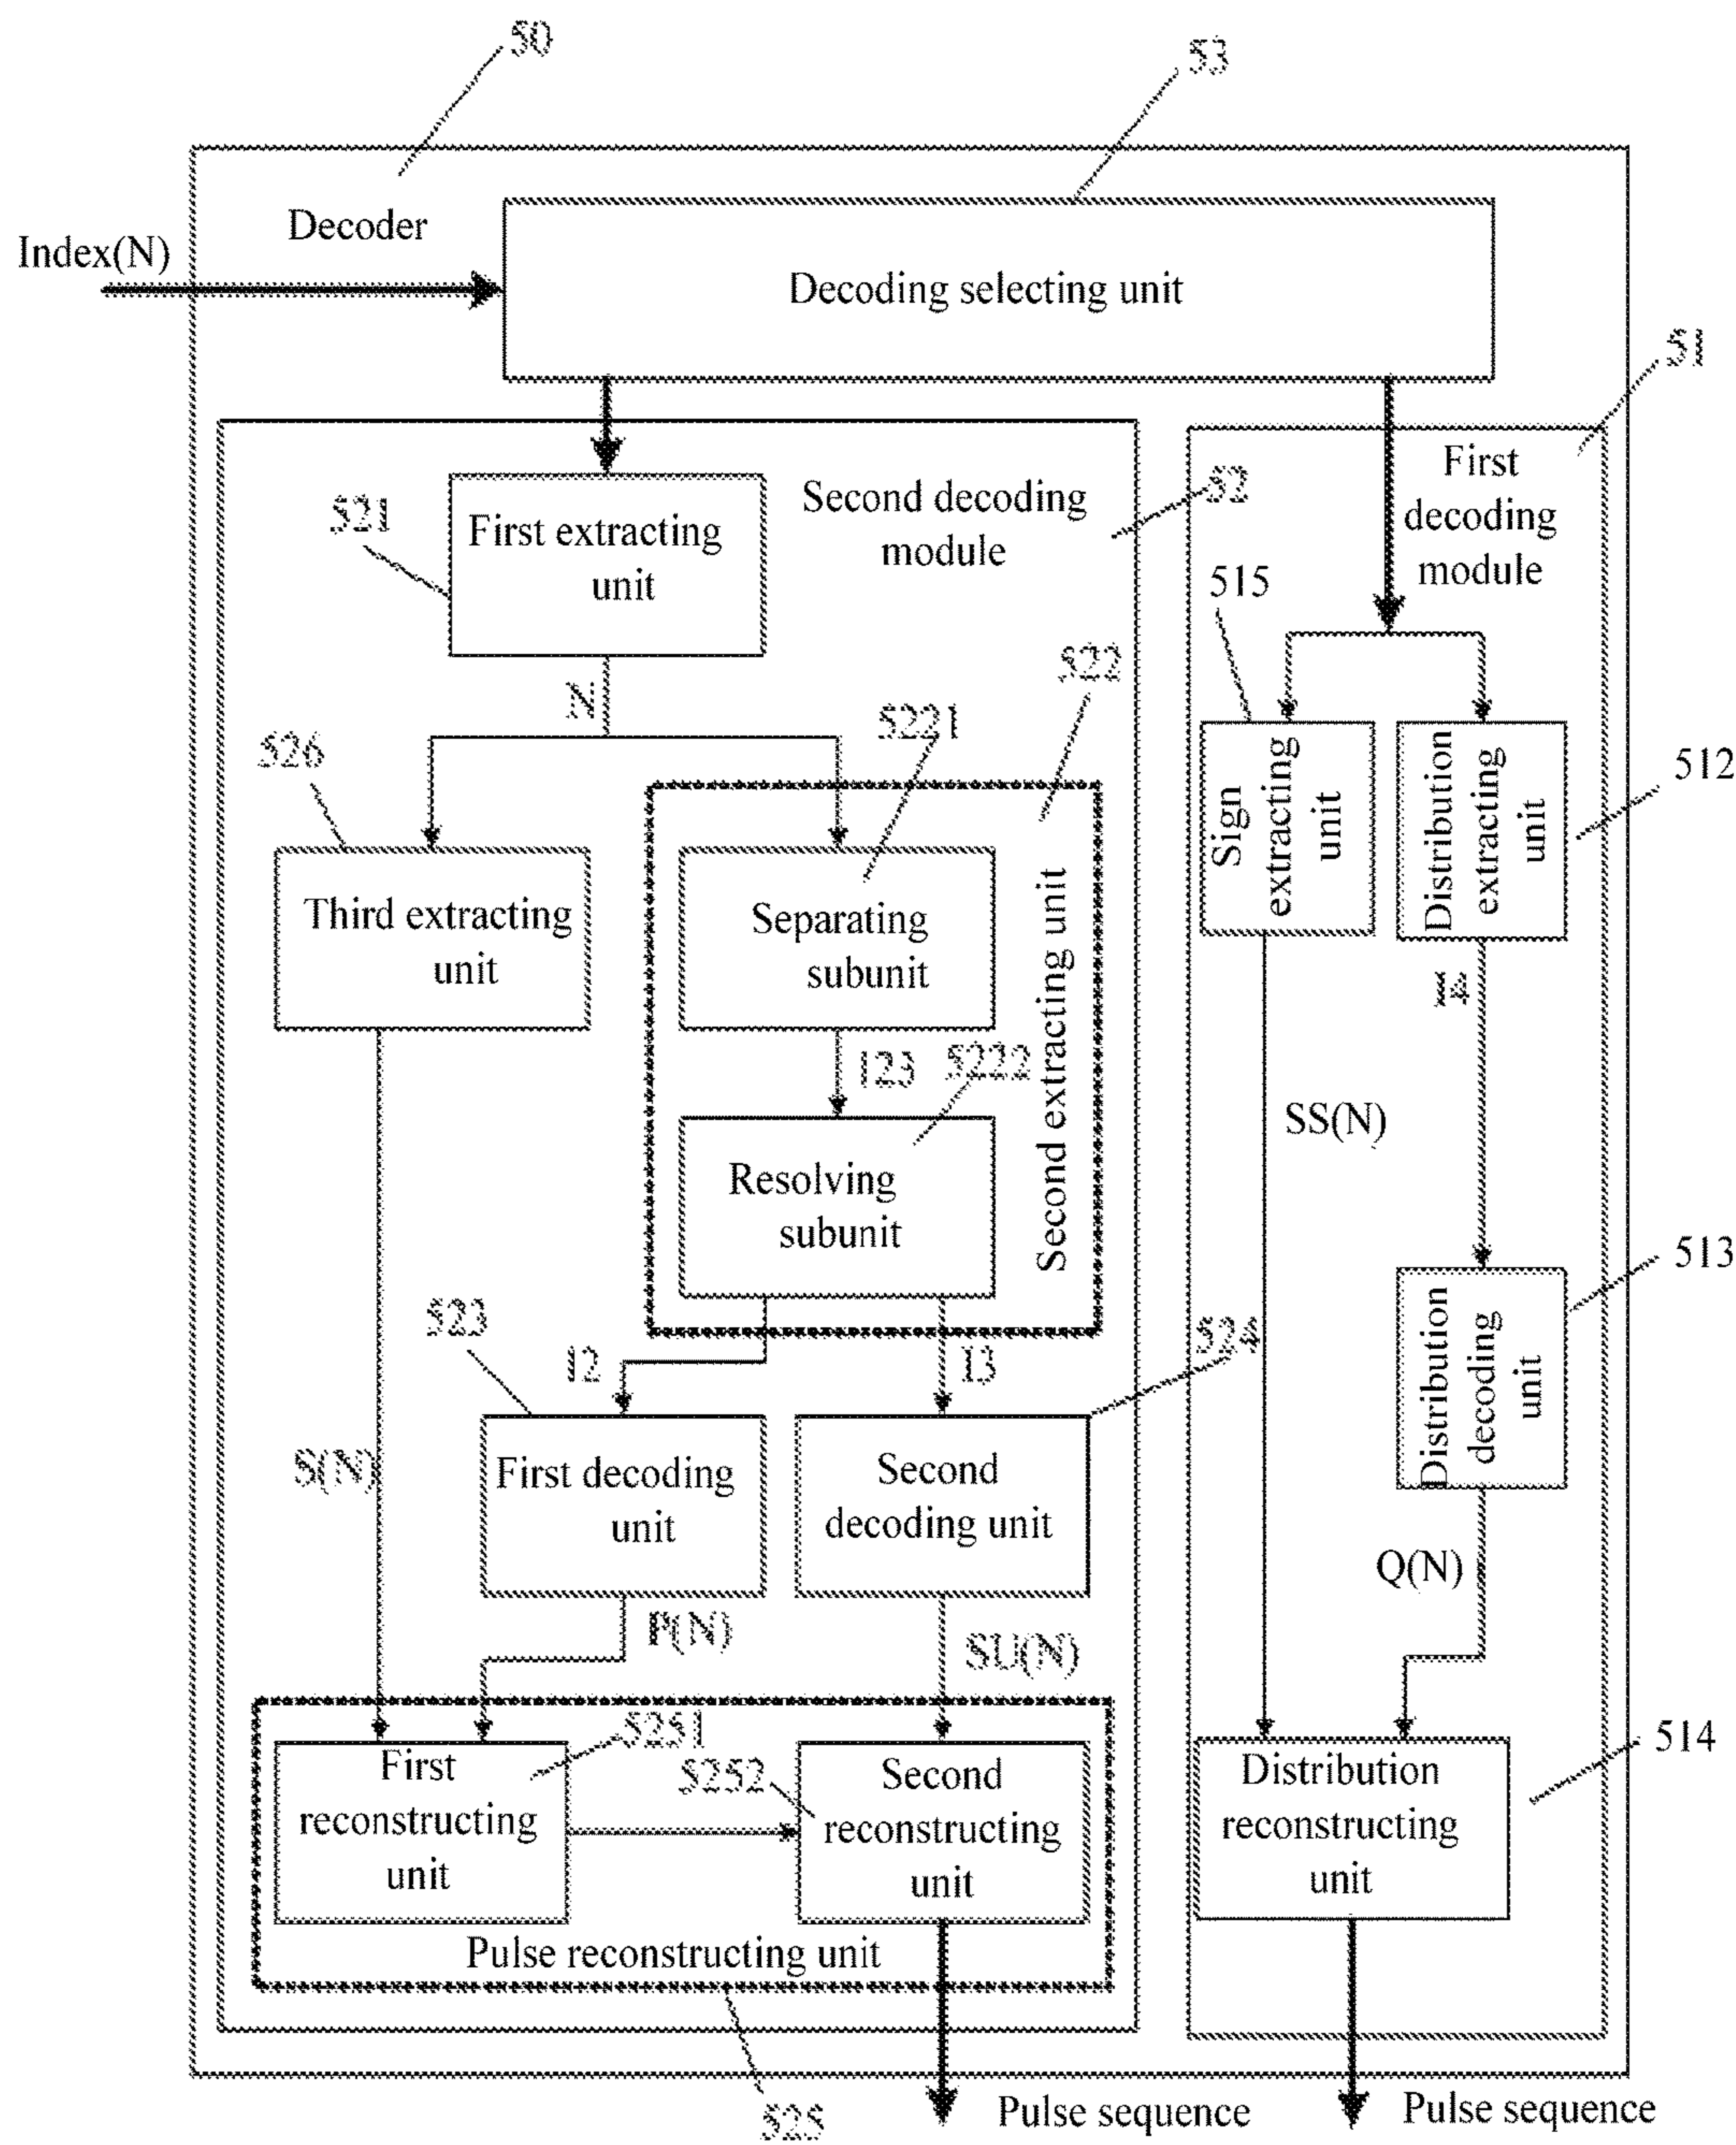 50
53
Decoder
Index(N)
Decoding selecting unit
51
First
decoding
module
Second decoding
module
52
521
First extracting
unit
515
N
522
5221
526
512
Sign
extracting
unit
Distribution
extracting
unit
Third extracting
unit
Separating
subunit
Second extracting unit
I4
123
5222
SS(N)
Resolving
subunit
513
523
524
12
13
Distribution
decoding
unit
S(N)
First decoding
unit
Second
decoding unit
Q(N)
P(N)
SU(N)
5251
5252
514
First
reconstructing
unit
Second
reconstructing
unit
Distribution
reconstructing
unit
Pulse reconstructing unit
525
Pulse sequence
Pulse sequence